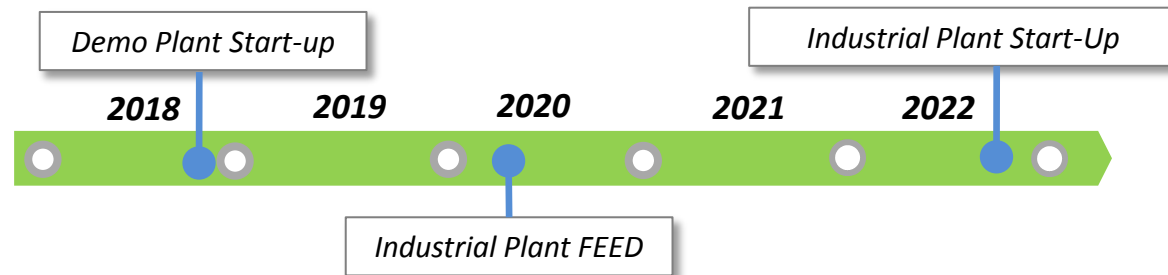 Demo Plant Start-up
Industrial Plant Start-Up
2018
2019
2020
2021
2022
Industrial Plant FEED